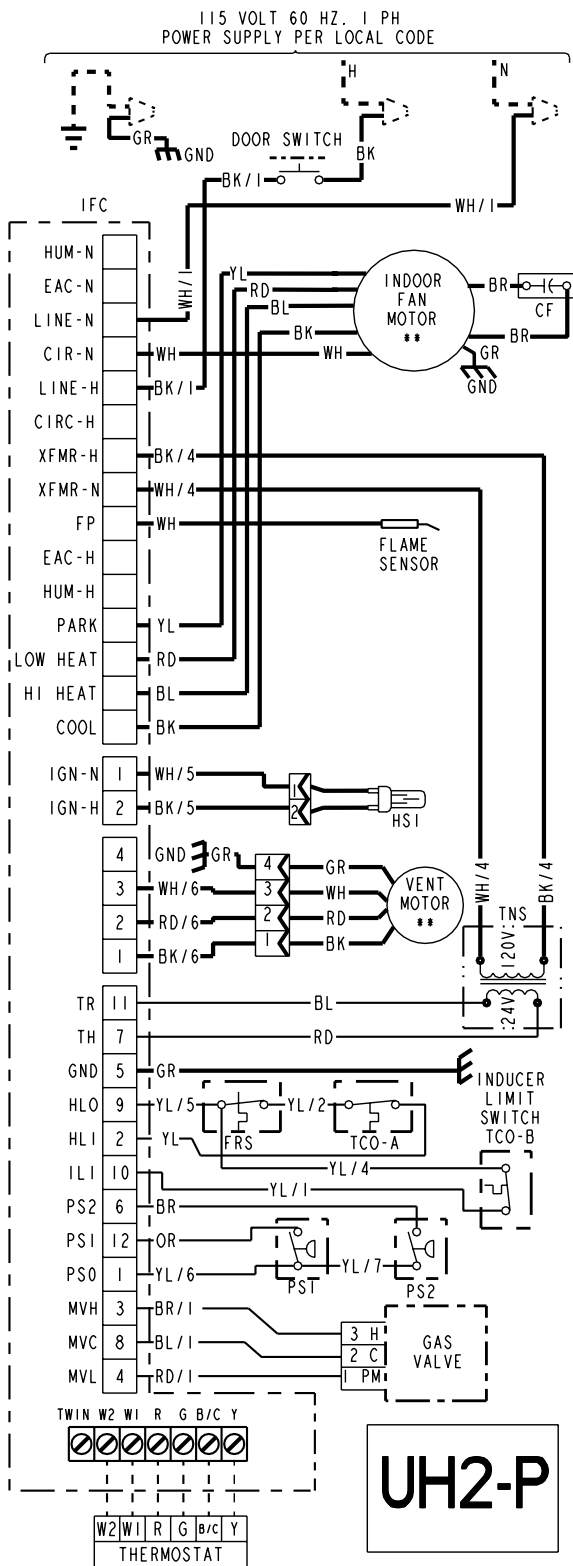 115 VOLT 60 HZ. 1 PH
POWER SUPPLY PER LOCAL CODE
H
N
GR
GND
DOOR SWITCH
BK
BK/1
WH/1
IFC
HUM-N
EAC-N
LINE-N
CIR-N
LINE-H
CIRC-H
XFMR-H
XFMR-N
FP
EAC-H
HUM-H
PARK
LOW HEAT
HI HEAT
COOL
WH/1
YL
RD
BL
BK
WH
WH
BK/1
INDOOR
FAN
MOTOR
**
BR
CF
BR
GR
GND
BK/4
WH/4
WH
FLAME
SENSOR
YL
RD
BL
BK
IGN-N 1 WH/5 1
IGN-H 2 BK/5 2
HSI
4 GND GR 4 GR
3 WH/6 3 WH
2 RD/6 2 RD
1 BK/6 1 BK
VENT
MOTOR
**
WH/4
BK/4
TNS
120V
24V
TR 11 BL
TH 7 RD
GND 5 GR
HLO 9 YL/5 YL/2
FRS
TCO-A
INDUCER
LIMIT
SWITCH
TCO-B
HLI 2 YL
YL/4
ILI 10 YL/1
PS2 6 BR
PS1 12 OR
PSO 1 YL/6 YL/7
PS1
PS2
MVH 3 BR/1 3 H
MVC 8 BL/1 2 C
MVL 4 RD/1 1 PM
GAS
VALVE
TWIN W2 W1 R G B/C Y
W2 W1 R G B/C Y
THERMOSTAT
UH2-P